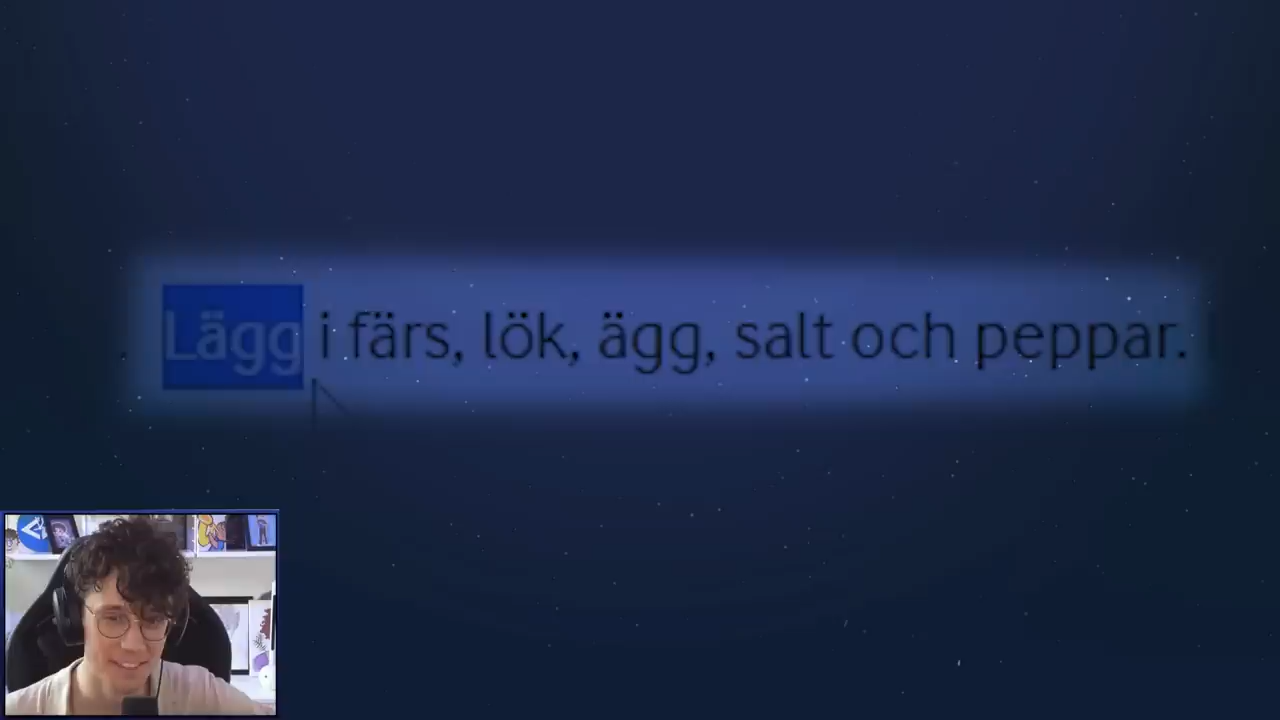 Lägg i färs, lök, ägg, salt och peppar.